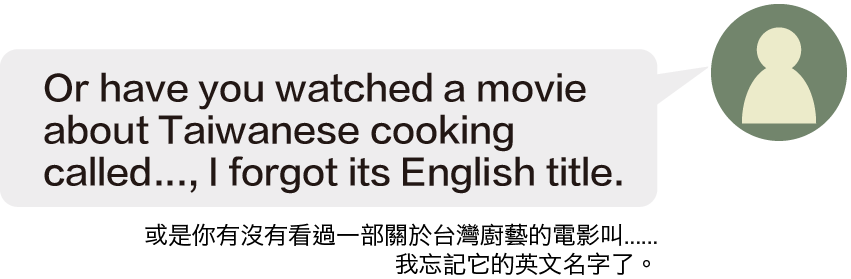 Or have you watched a movie
about Taiwanese cooking
called..., I forgot its English title.
或是你有沒有看過一部關於台灣廚藝的電影叫......
我忘記它的英文名字了。